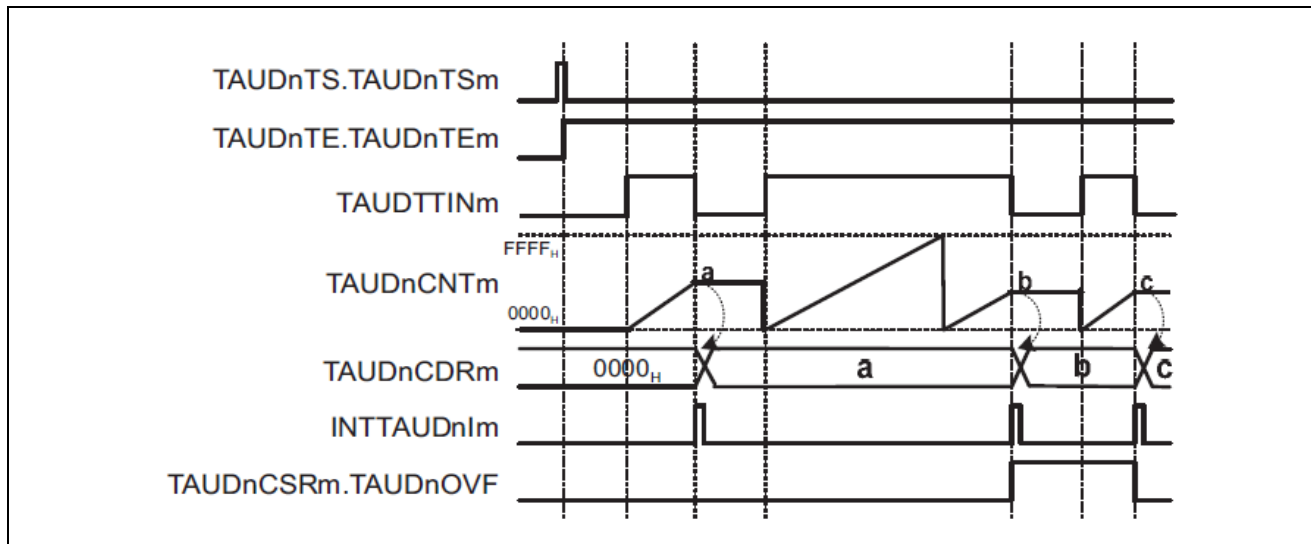 TAUDnTS.TAUDnTSm
TAUDnTE.TAUDnTEm
TAUDTTINm
FFFFH
TAUDnCNTm
a
b
c
0000H
TAUDnCDRm
0000H
a
b
c
INTTAUDnIm
TAUDnCSRm.TAUDnOVF